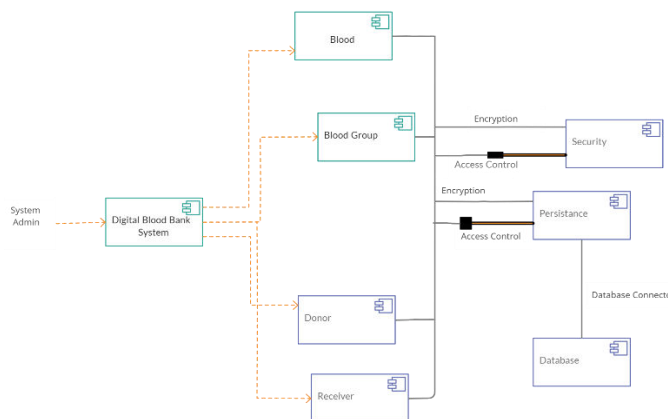 Blood
Encryption
Blood Group
Security
Access Control
Encryption
System
Admin
Digital Blood Bank
System
Persistance
Access Control
Database Connecto
Donor
Database
Receiver